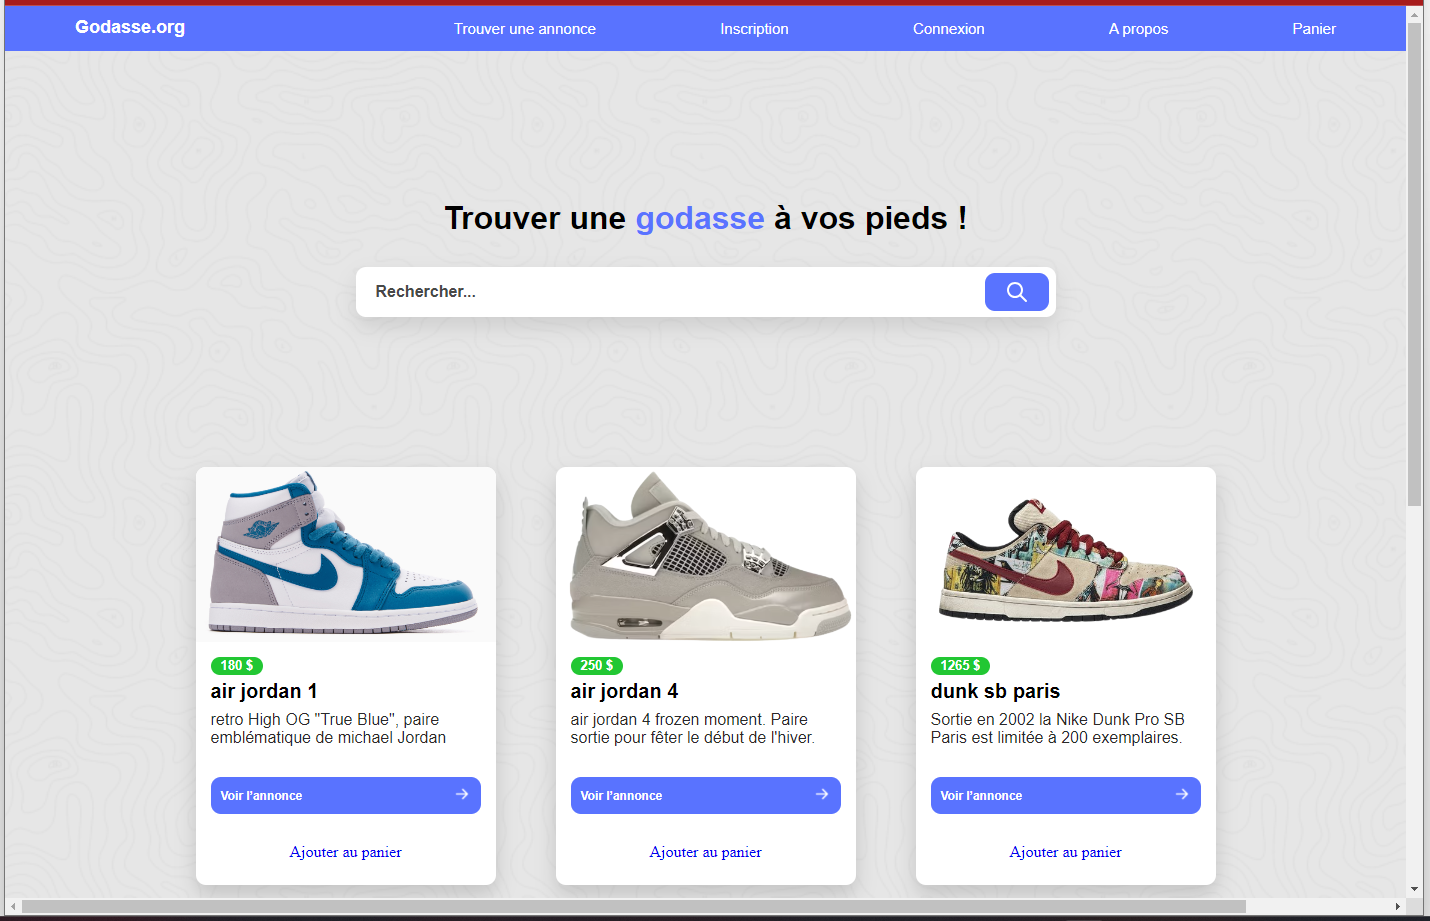 Godasse.org
Trouver une annonce
Inscription
Connexion
A propos
Panier
Trouver une godasse à vos pieds !
Rechercher...
180 $
air jordan 1
retro High OG "True Blue", paire
emblématique de michael Jordan
Voir l'annonce
Ajouter au panier
250 $
air jordan 4
air jordan 4 frozen moment. Paire
sortie pour fêter le début de l'hiver.
Voir l'annonce
Ajouter au panier
1265 $
dunk sb paris
Sortie en 2002 la Nike Dunk Pro SB
Paris est limitée à 200 exemplaires.
Voir l'annonce
Ajouter au panier